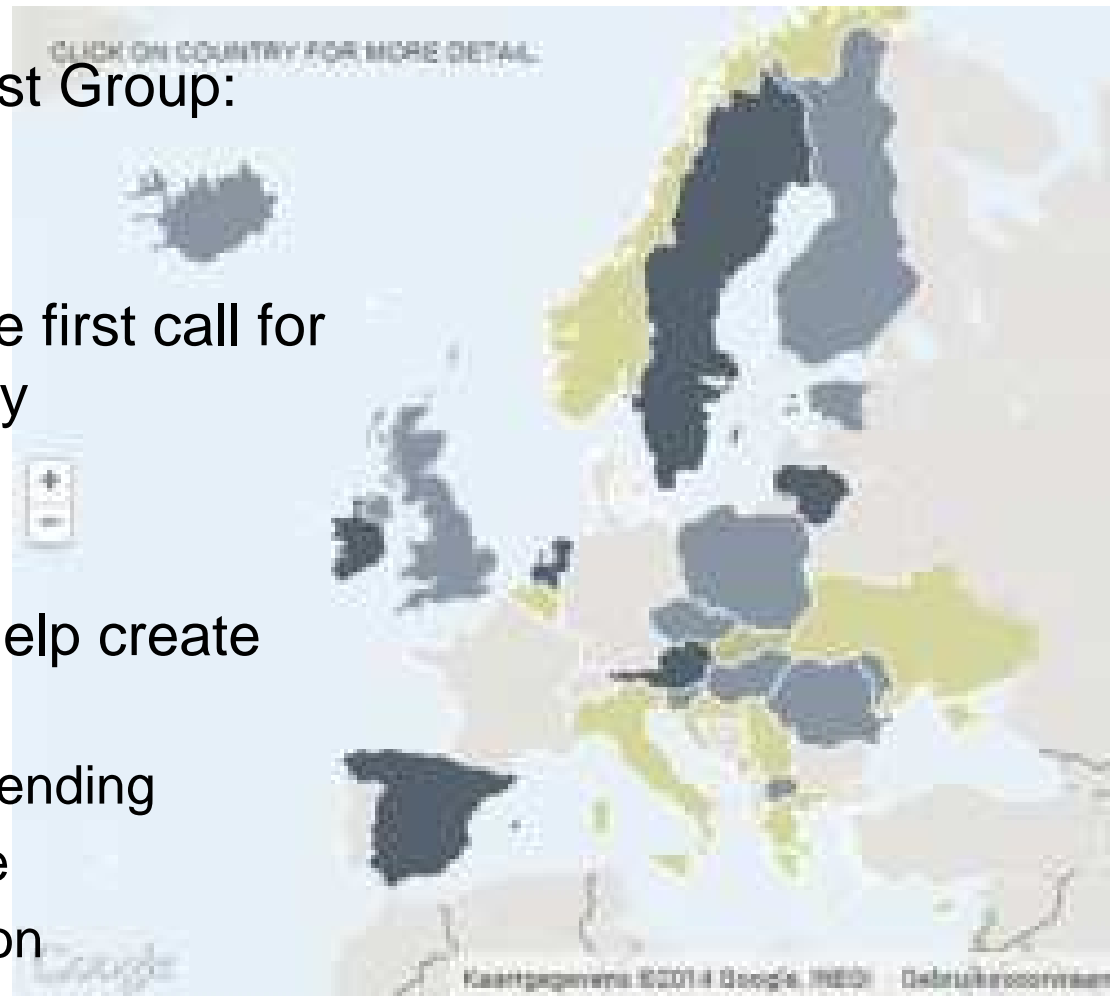 CLICK ON COUNTRY FOR MORE DETAIL.
st Group:
e first call for
y
+
-
elp create
ending
e
on
Google
Kaartgegevens ©2014 Google, INEGI Gebruiksvoorwaarden